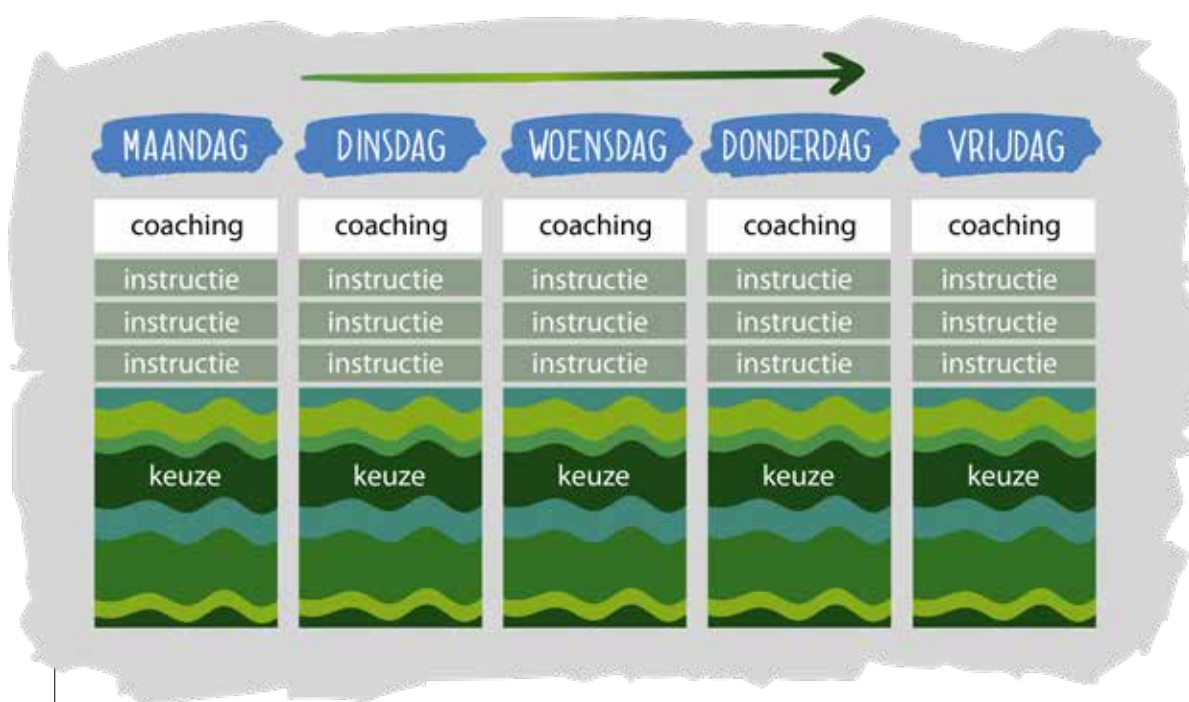 MAANDAG DINSDAG WOENSDAG DONDERDAG VRIJDAG
coaching coaching coaching coaching coaching
instructie instructie instructie instructie instructie
instructie instructie instructie instructie instructie
instructie instructie instructie instructie instructie
keuze keuze keuze keuze keuze